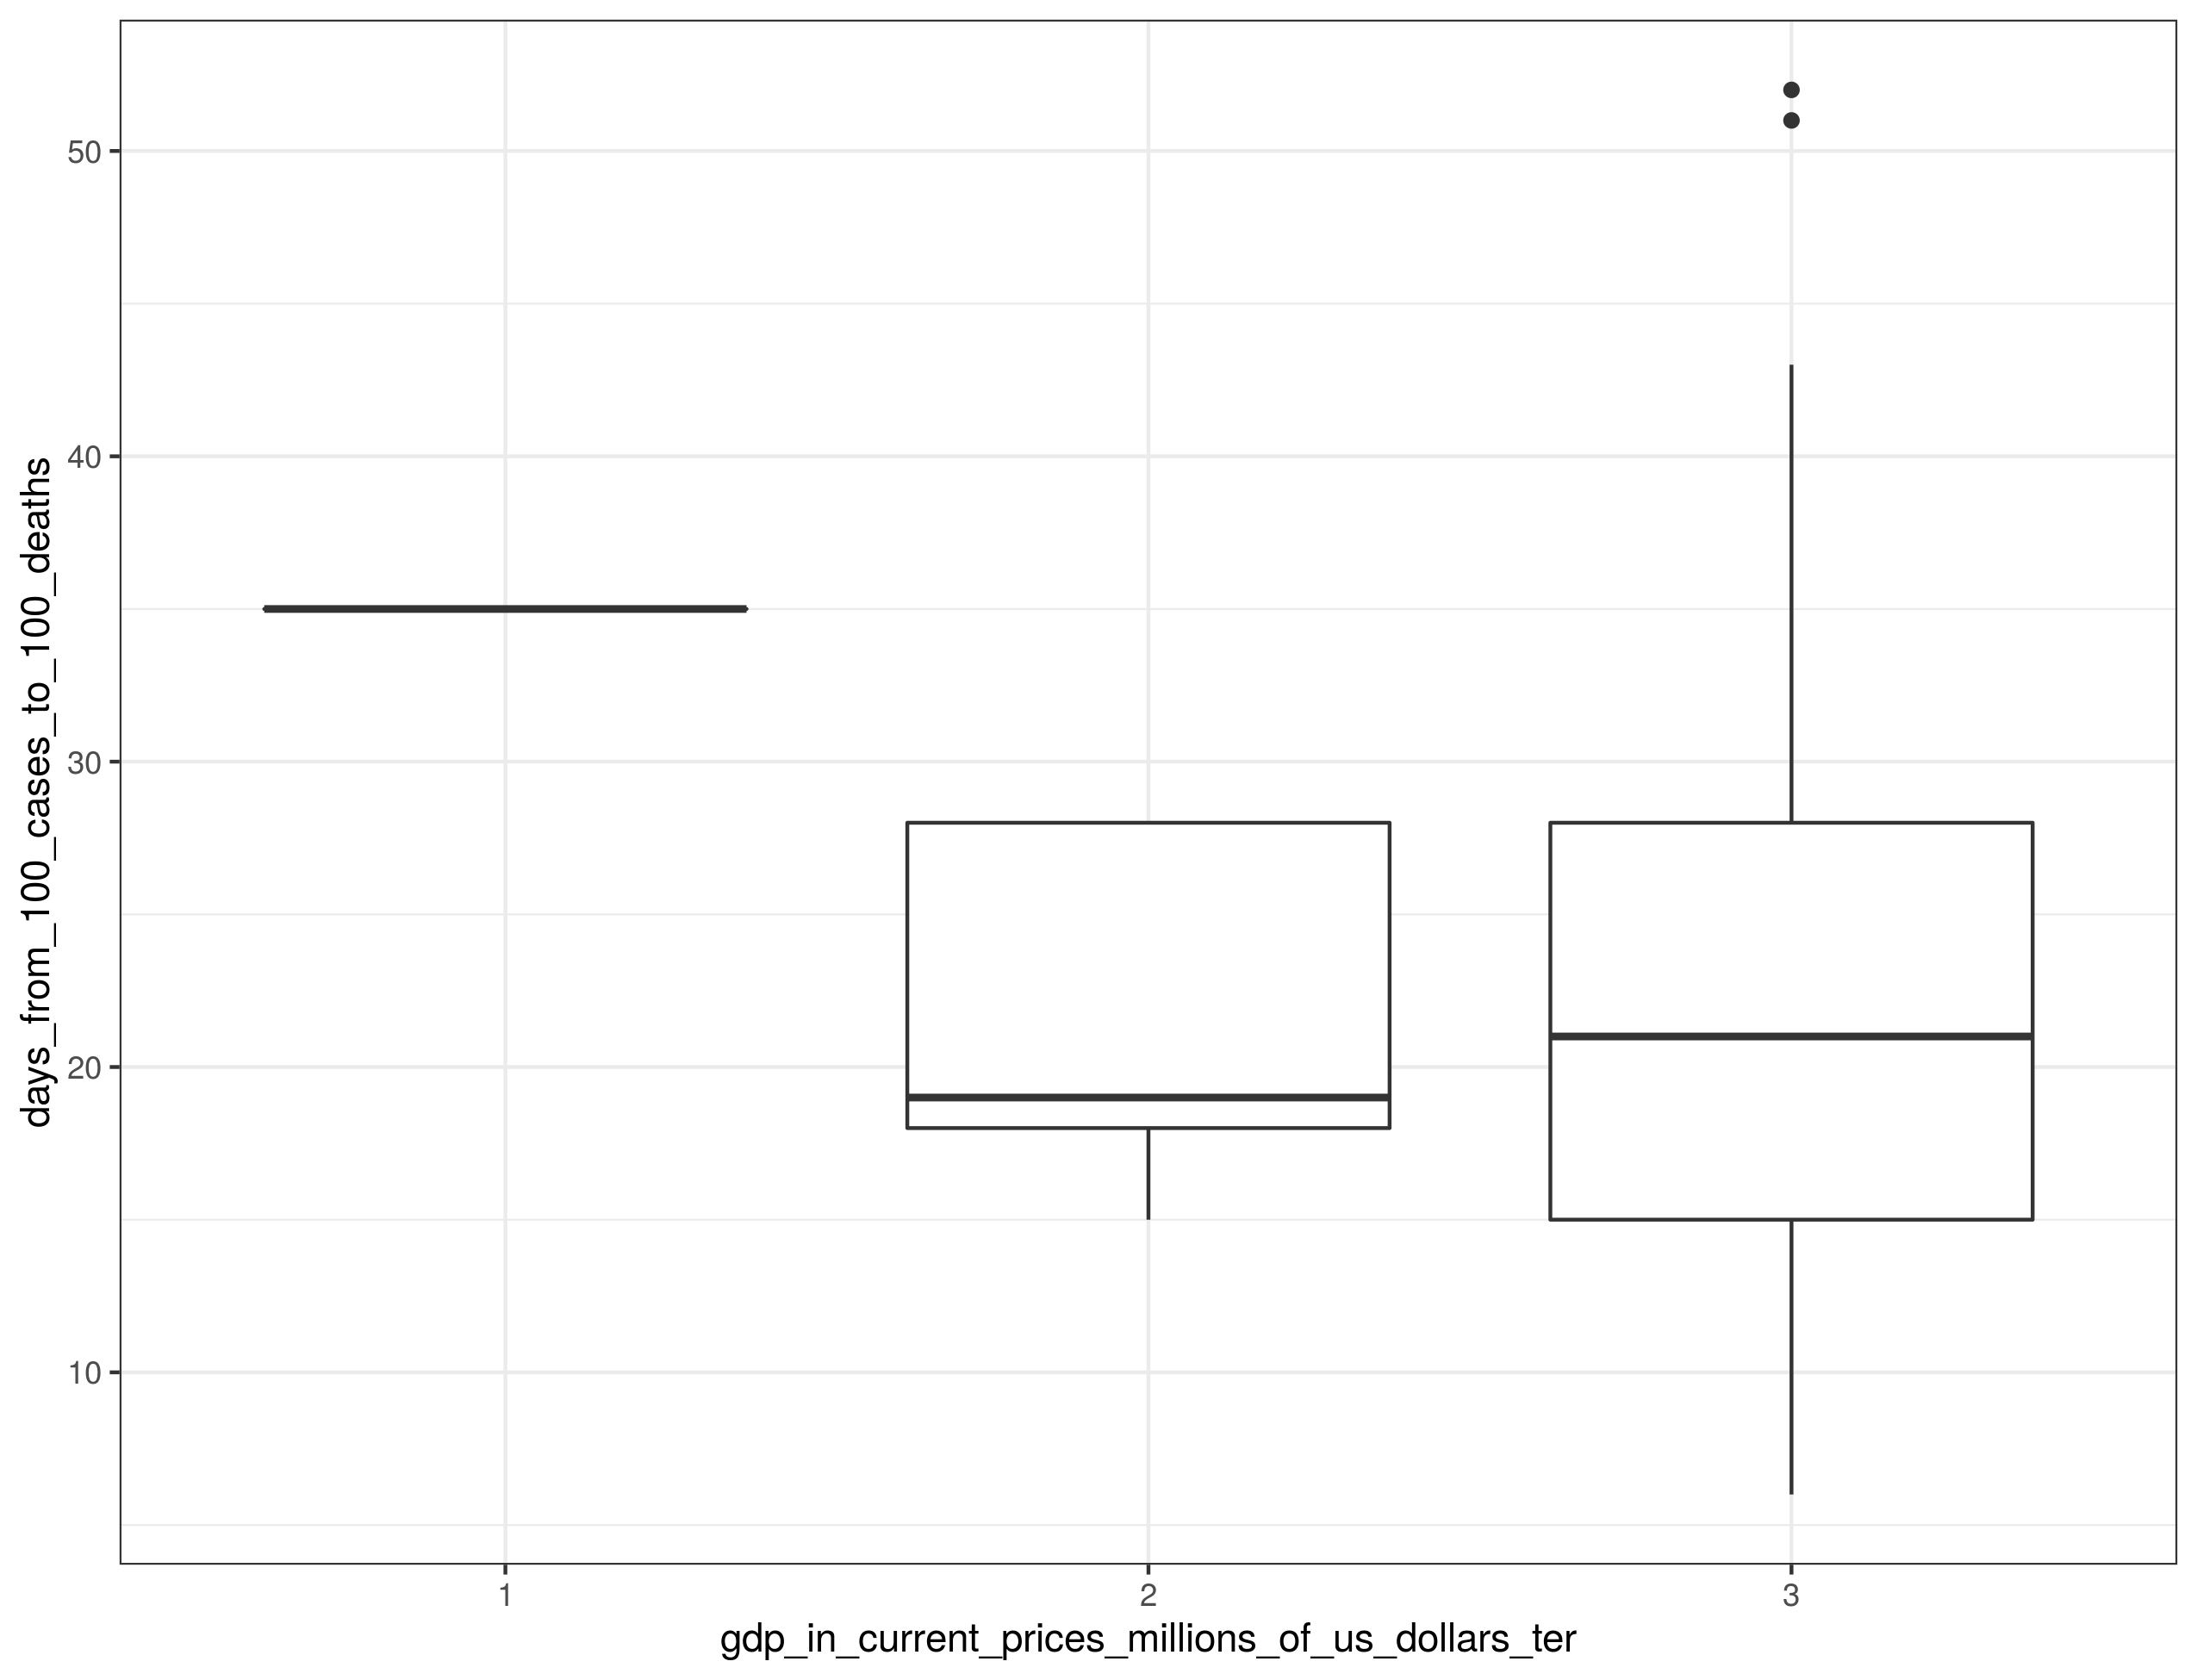 days_from_100_cases_to_100_deaths
50
40
30
20
10
1 2 3
gdp_in_current_prices_millions_of_us_dollars_ter